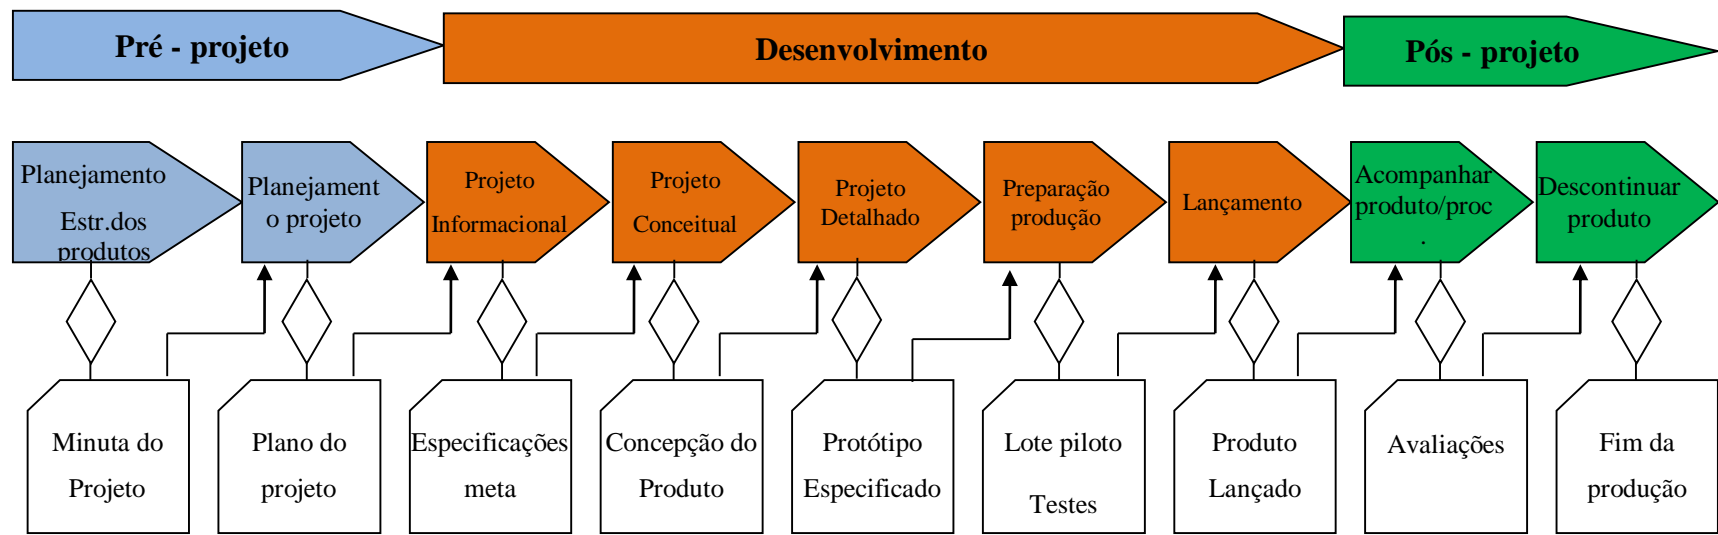 Pré - projeto
Desenvolvimento
Pós - projeto
Planejamento
Estr.dos
produtos
Planejament
o projeto
Projeto
Informacional
Projeto
Conceitual
Projeto
Detalhado
Preparação
produção
Lançamento
Acompanhar
produto/proc
.
Descontinuar
produto
Minuta do
Projeto
Plano do
projeto
Especificações
meta
Concepção do
Produto
Protótipo
Especificado
Lote piloto
Testes
Produto
Lançado
Avaliações
Fim da
produção